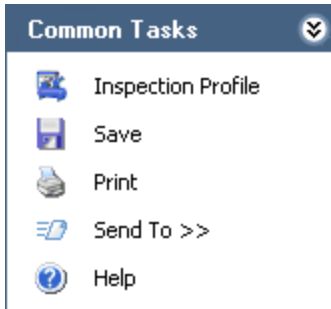 Common Tasks
Inspection Profile
Save
Print
Send To >>
Help